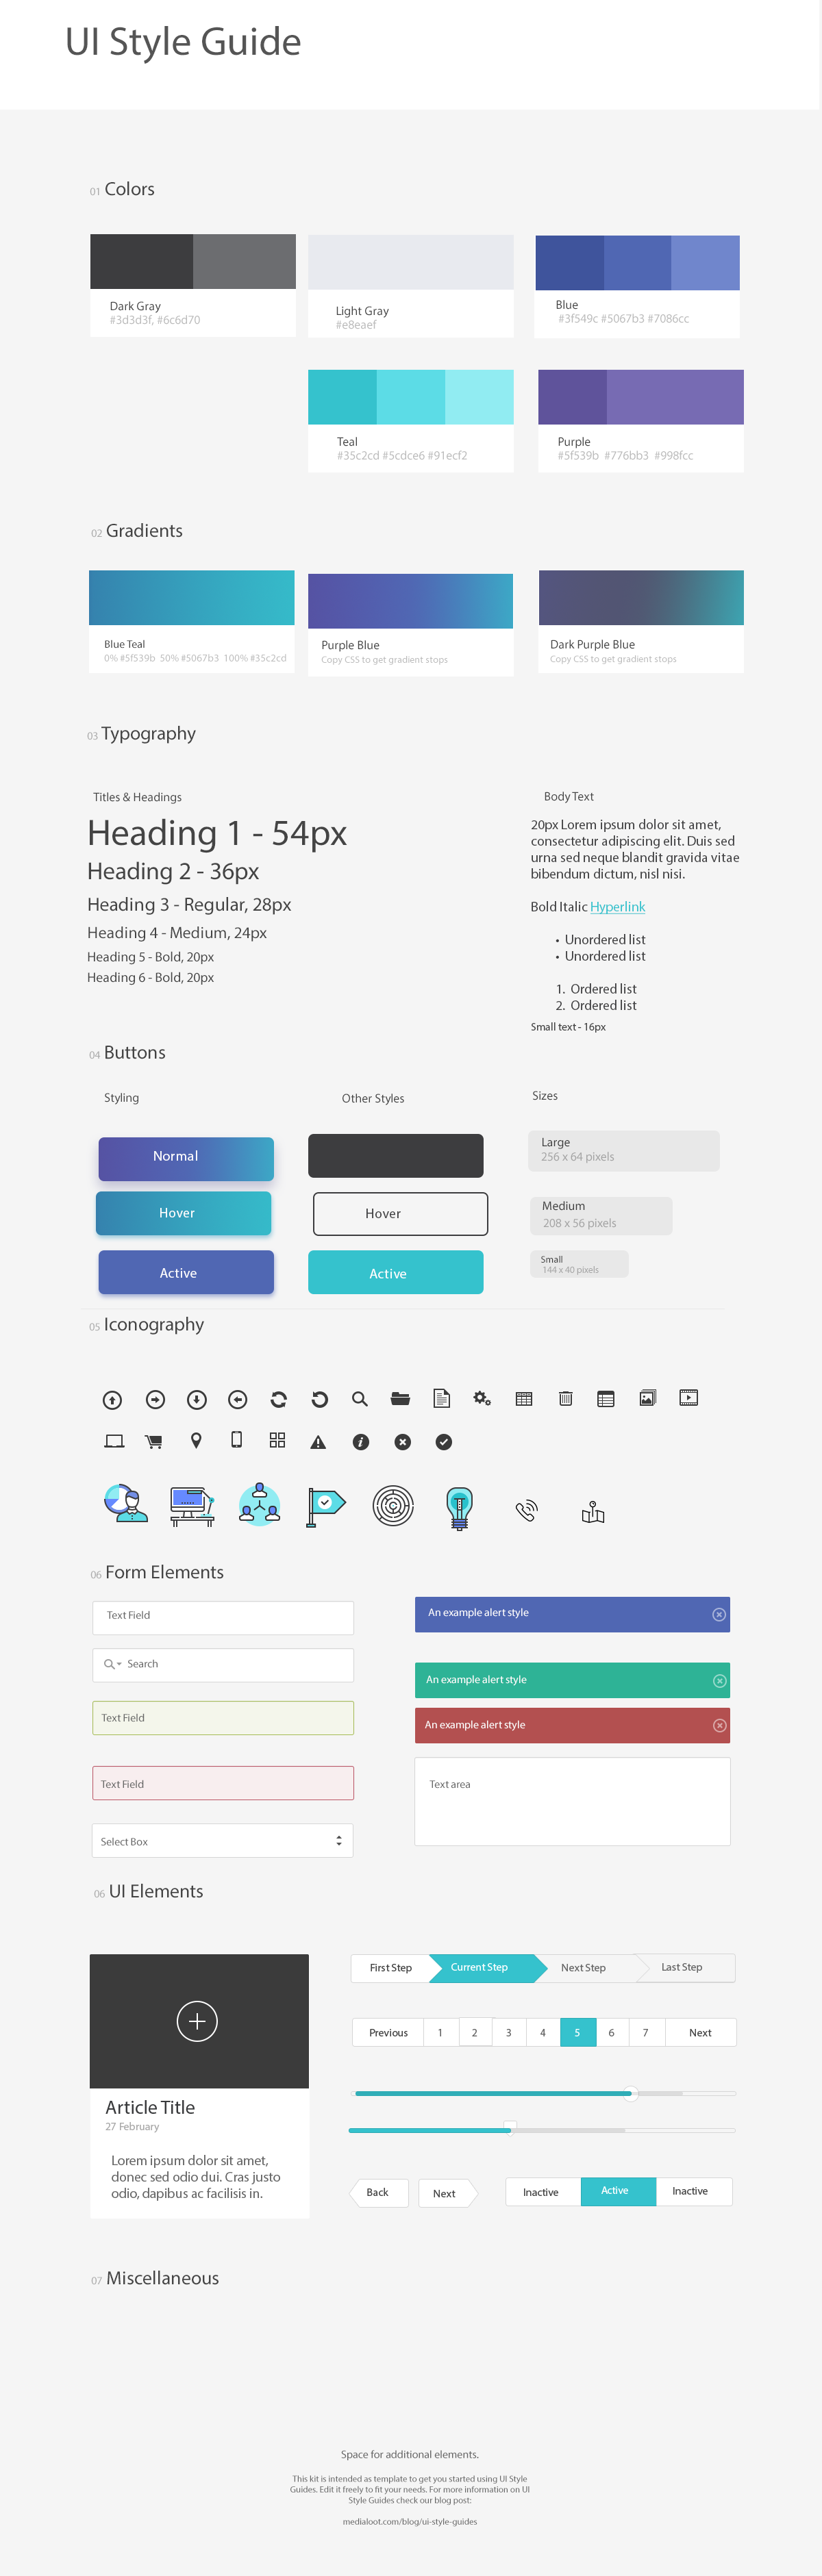 UI Style Guide
01 Colors
Dark Gray
#3d3d3f, #6c6d70
Light Gray
#e8eaef
Blue
#3f549c #5067b3 #7086cc
Teal
#35c2cd #5cdce6 #91ecf2
Purple
#5f539b #776bb3 #998fcc
02 Gradients
Blue Teal
0% #5f539b 50% #5067b3 100% #35c2cd
Purple Blue
Copy CSS to get gradient stops
Dark Purple Blue
Copy CSS to get gradient stops
03 Typography
Titles & Headings
Heading 1 - 54px
Heading 2 - 36px
Heading 3 - Regular, 28px
Heading 4 - Medium, 24px
Heading 5 - Bold, 20px
Heading 6 - Bold, 20px
Body Text
20px Lorem ipsum dolor sit amet,
consectetur adipiscing elit. Duis sed
urna sed neque blandit gravida vitae
bibendum dictum, nisl nisi.
Bold Italic Hyperlink
• Unordered list
• Unordered list
1. Ordered list
2. Ordered list
Small text - 16px
04 Buttons
Styling
Normal
Hover
Active
Other Styles
Hover
Active
Sizes
Large
256 x 64 pixels
Medium
208 x 56 pixels
Small
144 x 40 pixels
05 Iconography
06 Form Elements
Text Field
Search
Text Field
Text Field
Select Box
An example alert style
An example alert style
An example alert style
Text area
06 UI Elements
Article Title
27 February
Lorem ipsum dolor sit amet,
donec sed odio dui. Cras justo
odio, dapibus ac facilisis in.
First Step Current Step Next Step Last Step
Previous 1 2 3 4 5 6 7 Next
Back Next Inactive Active Inactive
07 Miscellaneous
Space for additional elements.
This kit is intended as template to get you started using UI Style
Guides. Edit it freely to fit your needs. For more information on UI
Style Guides check our blog post:
medialoot.com/blog/ui-style-guides